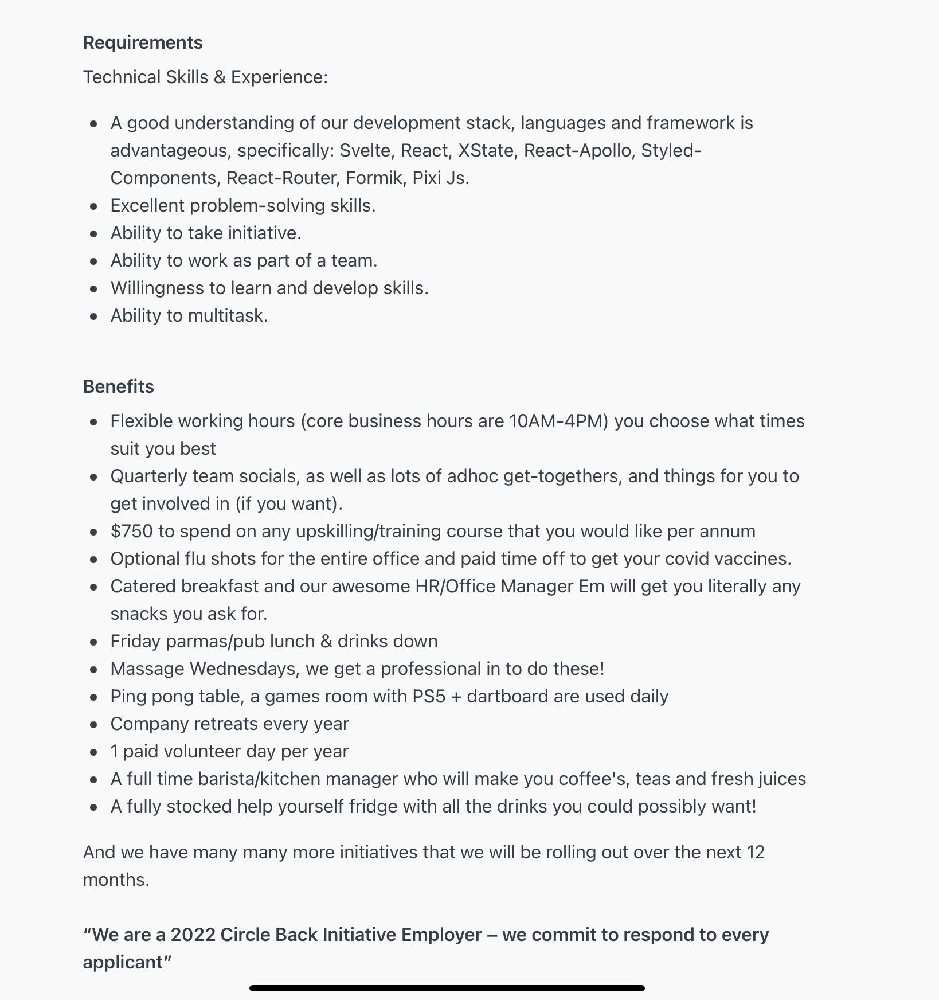 Requirements
Technical Skills & Experience:
• A good understanding of our development stack, languages and framework is
advantageous, specifically: Svelte, React, XState, React-Apollo, Styled-
Components, React-Router, Formik, Pixi Js.
• Excellent problem-solving skills.
• Ability to take initiative.
• Ability to work as part of a team.
• Willingness to learn and develop skills.
• Ability to multitask.
Benefits
• Flexible working hours (core business hours are 10AM-4PM) you choose what times
suit you best
• Quarterly team socials, as well as lots of adhoc get-togethers, and things for you to
get involved in (if you want).
• $750 to spend on any upskilling/training course that you would like per annum
• Optional flu shots for the entire office and paid time off to get your covid vaccines.
• Catered breakfast and our awesome HR/Office Manager Em will get you literally any
snacks you ask for.
• Friday parmas/pub lunch & drinks down
• Massage Wednesdays, we get a professional in to do these!
• Ping pong table, a games room with PS5 + dartboard are used daily
• Company retreats every year
• 1 paid volunteer day per year
• A full time barista/kitchen manager who will make you coffee's, teas and fresh juices
• A fully stocked help yourself fridge with all the drinks you could possibly want!
And we have many many more initiatives that we will be rolling out over the next 12
months.
“We are a 2022 Circle Back Initiative Employer – we commit to respond to every
applicant”